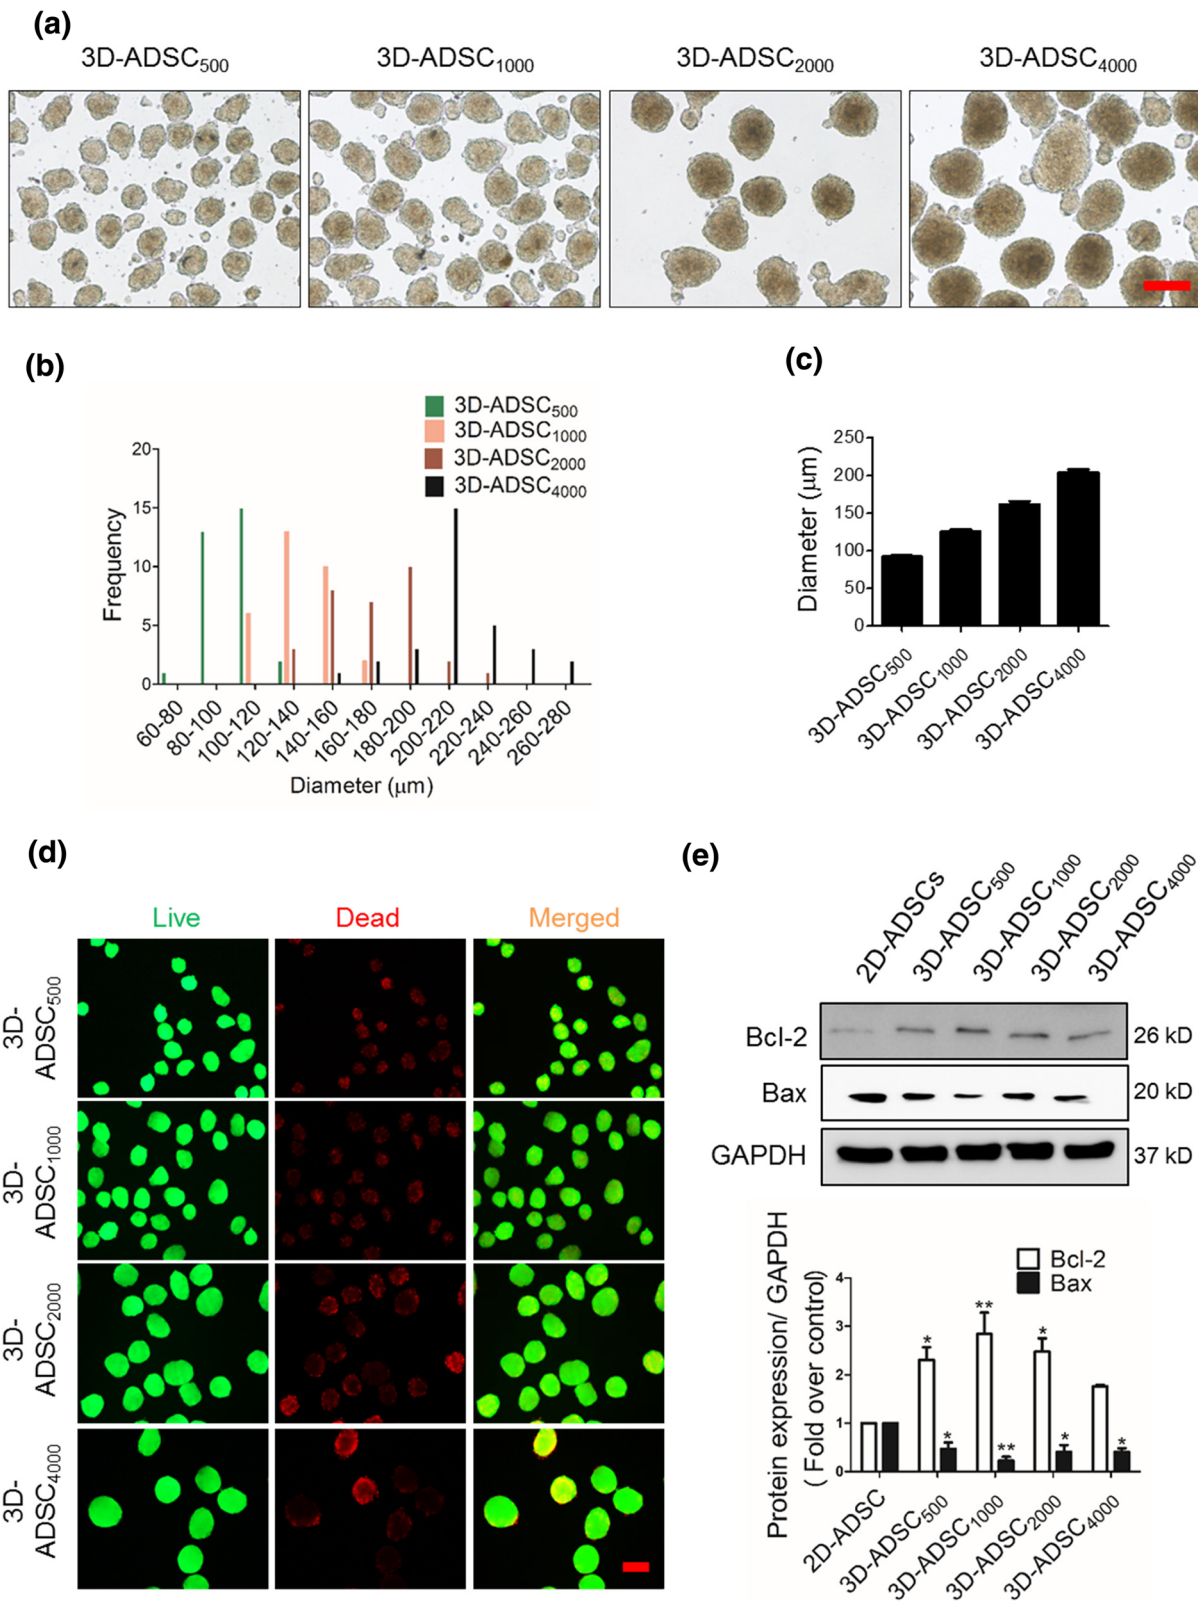 (a)
3D-ADSC500 3D-ADSC1000 3D-ADSC2000 3D-ADSC4000
(b)
3D-ADSC500
3D-ADSC1000
3D-ADSC2000
3D-ADSC4000
Frequency
20
15
10
5
0
60-80 80-100 100-120 120-140 140-160 160-180 180-200 200-220 220-240 240-260 260-280
Diameter (μm)
(c)
Diameter (μm)
250
200
150
100
50
0
3D-ADSC500 3D-ADSC1000 3D-ADSC2000 3D-ADSC4000
(d)
Live Dead Merged
3D-
ADSC500
3D-
ADSC1000
3D-
ADSC2000
3D-
ADSC4000
(e)
2D-ADSCs 3D-ADSC500 3D-ADSC1000 3D-ADSC2000 3D-ADSC4000
Bcl-2 26 kD
Bax 20 kD
GAPDH 37 kD
Protein expression/ GAPDH
( Fold over control)
Bcl-2
Bax
4
3
2
1
0
* ** *
* ** * *
2D-ADSC 3D-ADSC500 3D-ADSC1000 3D-ADSC2000 3D-ADSC4000